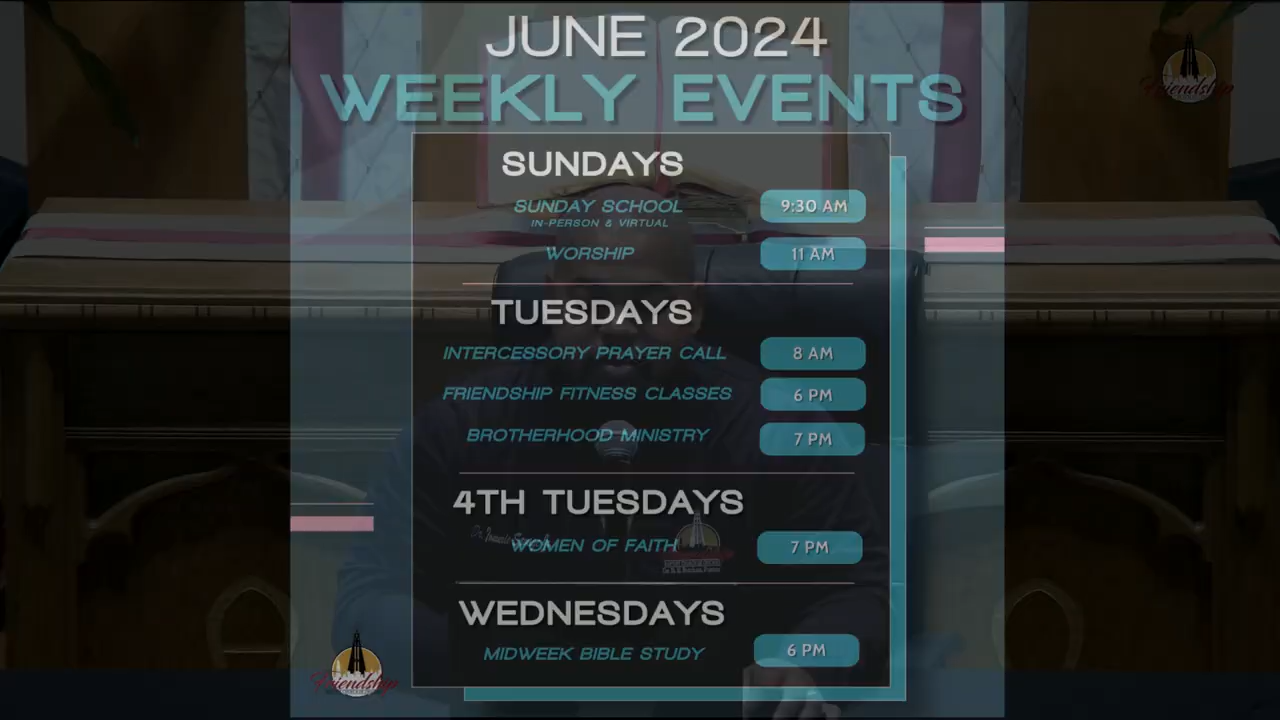 JUNE 2024
WEEKLY EVENTS
Friendship
SUNDAYS
SUNDAY SCHOOL 9:30 AM
IN-PERSON & VIRTUAL
WORSHIP 11 AM
TUESDAYS
INTERCESSORY PRAYER CALL 8 AM
FRIENDSHIP FITNESS CLASSES 6 PM
BROTHERHOOD MINISTRY 7 PM
4TH TUESDAYS
WOMEN OF FAITH 7 PM
WEDNESDAYS
MIDWEEK BIBLE STUDY 6 PM
Friendship